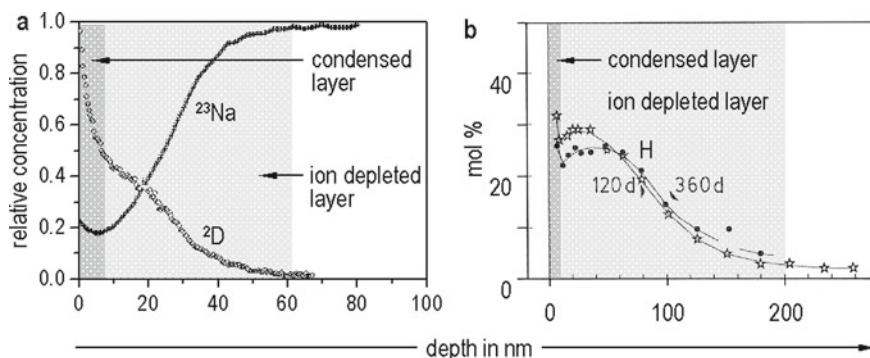 a
relative concentration
1.0
0.8
0.6
0.4
0.2
0.0
0
20
40
60
80
100
condensed
layer
²³Na
ion depleted
layer
²D
b
mol %
40
20
0
0
100
200
condensed layer
ion depleted layer
H
120 d
360 d
depth in nm